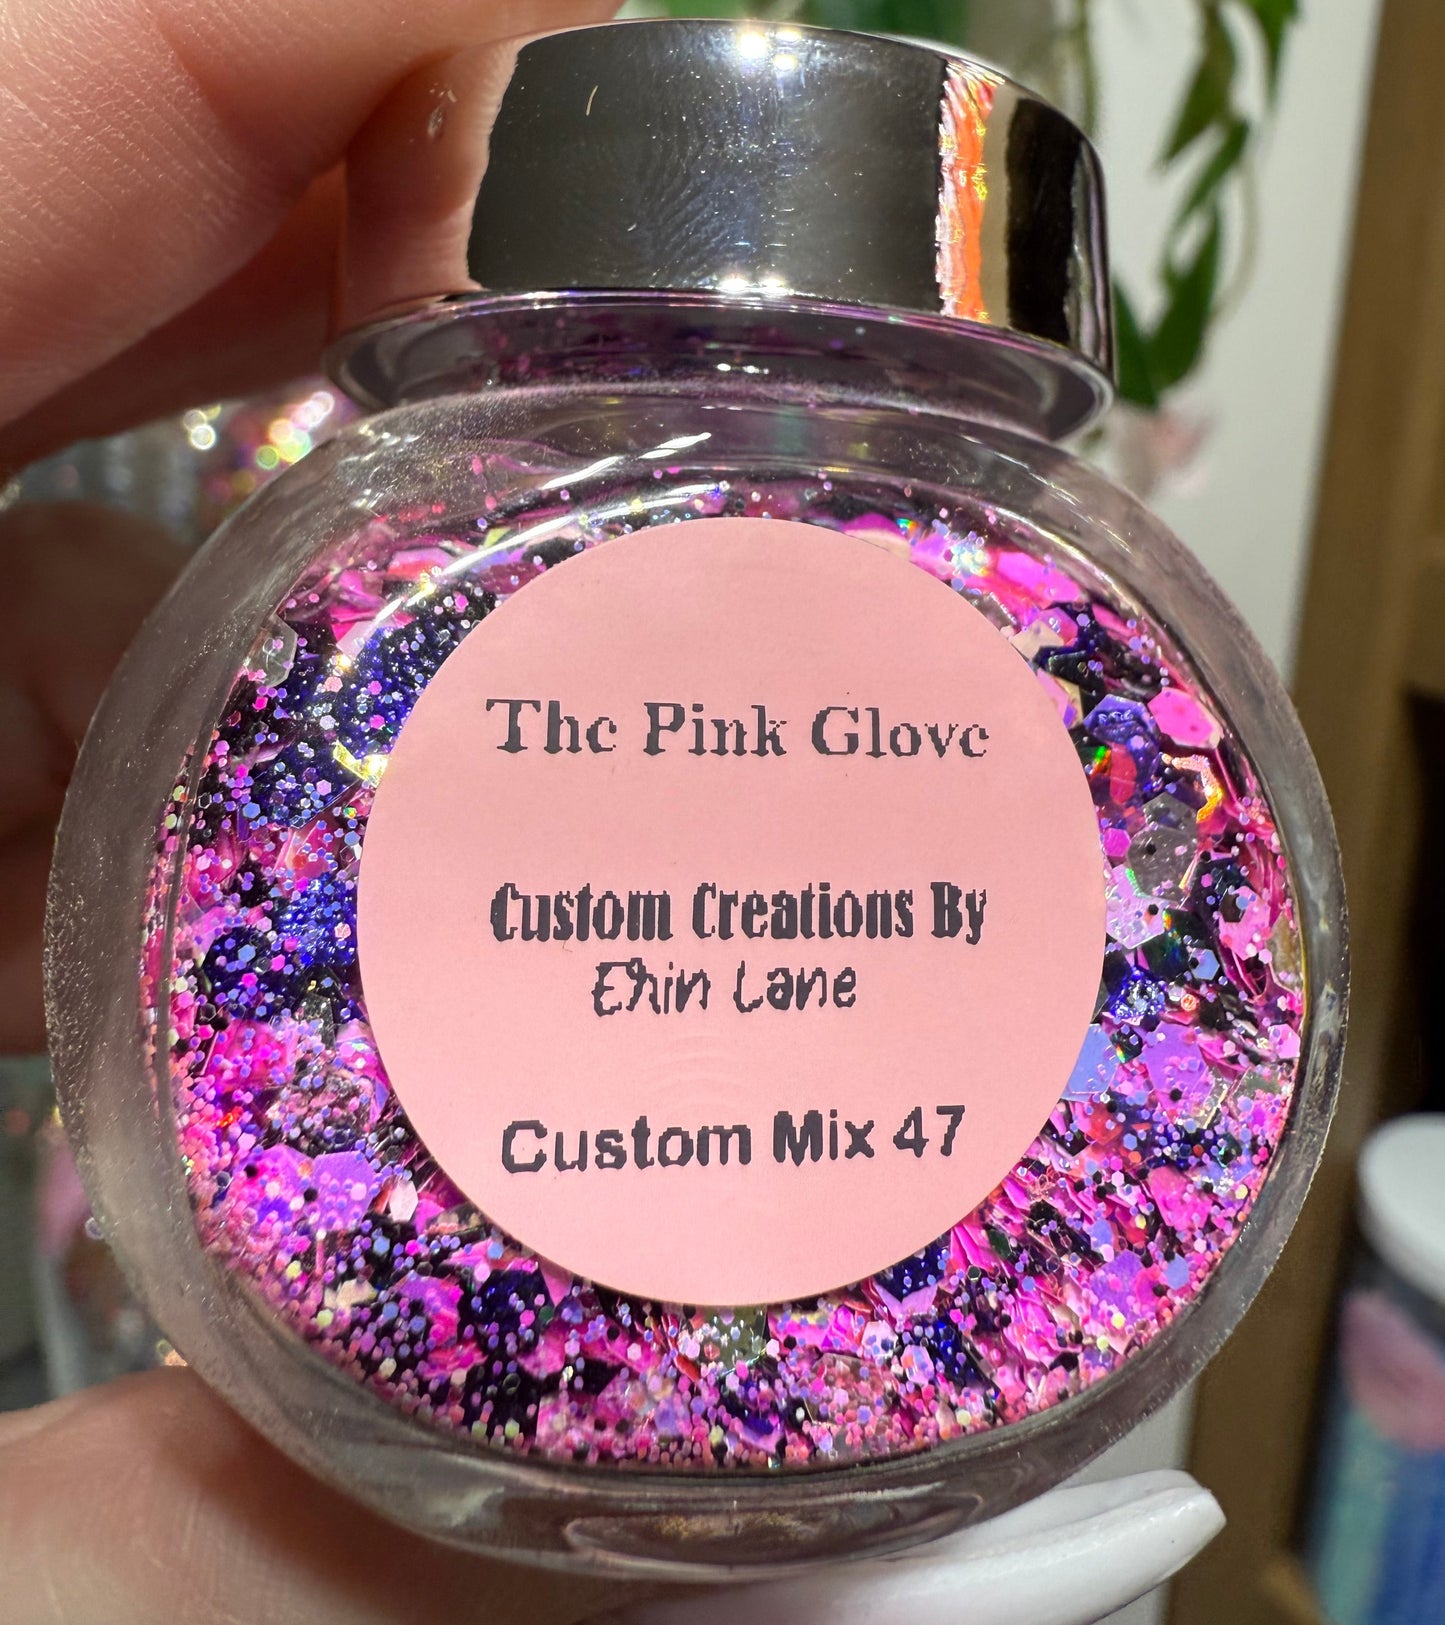 The Pink Glove
Custom Creations By
Erin Lane
Custom Mix 47